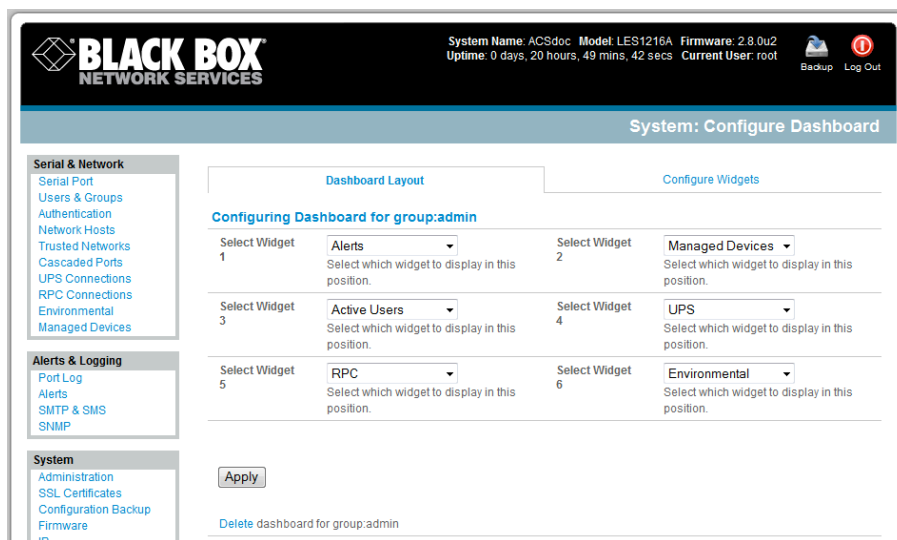 BLACK BOX
NETWORK SERVICES
System Name: ACSdoc Model: LES1216A Firmware: 2.8.0u2
Uptime: 0 days, 20 hours, 49 mins, 42 secs Current User: root
Backup
Log Out
System: Configure Dashboard
Serial & Network
Serial Port
Users & Groups
Authentication
Network Hosts
Trusted Networks
Cascaded Ports
UPS Connections
RPC Connections
Environmental
Managed Devices
Alerts & Logging
Port Log
Alerts
SMTP & SMS
SNMP
System
Administration
SSL Certificates
Configuration Backup
Firmware
Dashboard Layout
Configure Widgets
Configuring Dashboard for group:admin
Select Widget
1
Alerts
Select which widget to display in this
position.
Select Widget
2
Managed Devices
Select which widget to display in this
position.
Select Widget
3
Active Users
Select which widget to display in this
position.
Select Widget
4
UPS
Select which widget to display in this
position.
Select Widget
5
RPC
Select which widget to display in this
position.
Select Widget
6
Environmental
Select which widget to display in this
position.
Apply
Delete dashboard for group:admin